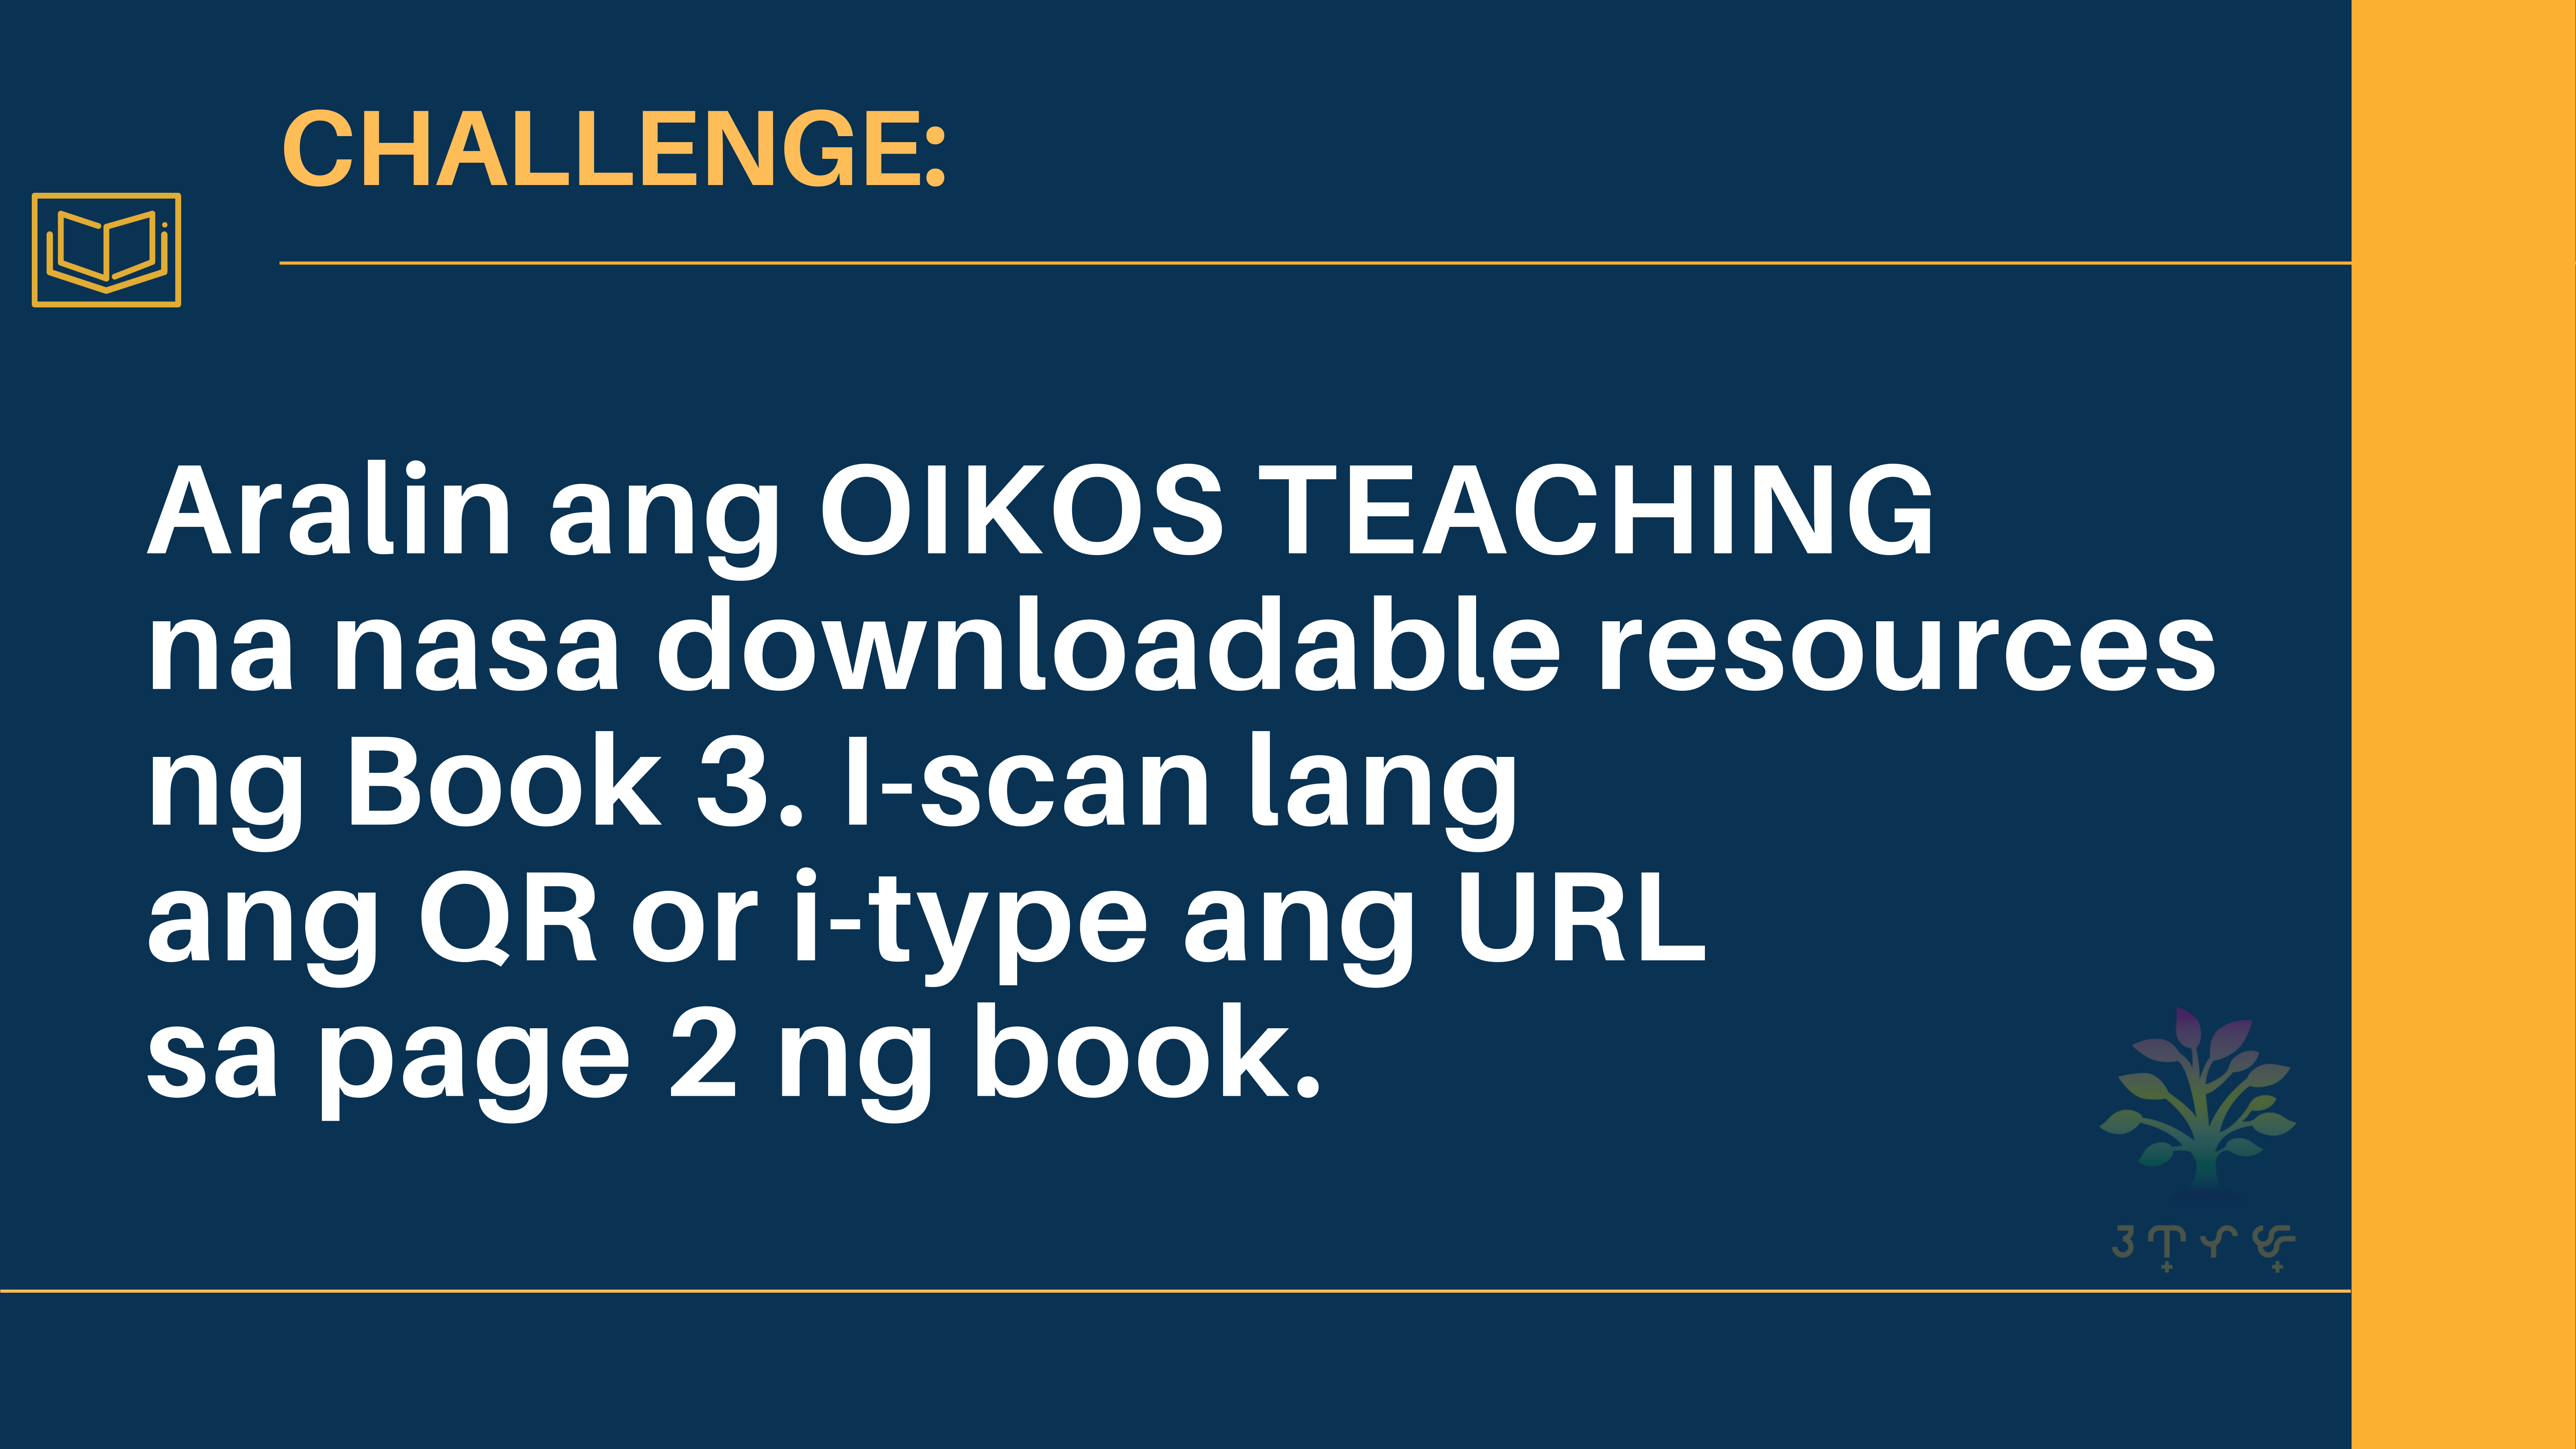 CHALLENGE:
Aralin ang OIKOS TEACHING
na nasa downloadable resources
ng Book 3. I-scan lang
ang QR or i-type ang URL
sa page 2 ng book.